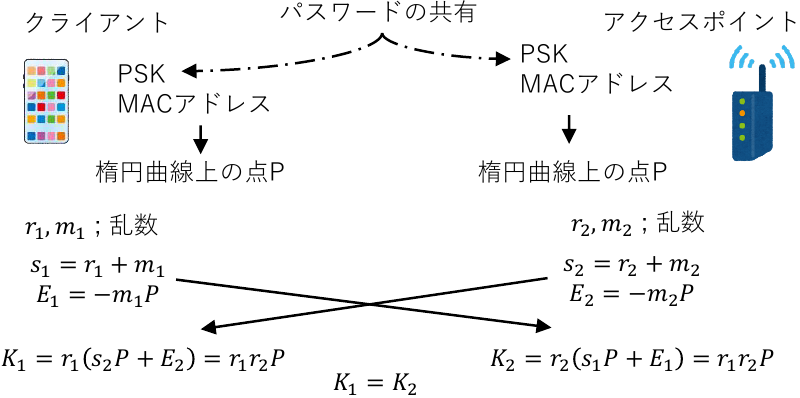 パスワードの共有
クライアント
アクセスポイント
PSK
MACアドレス
PSK
MACアドレス
楕円曲線上の点P
楕円曲線上の点P
r₁, m₁ ; 乱数
s₁ = r₁ + m₁
E₁ = −m₁P
r₂, m₂ ; 乱数
s₂ = r₂ + m₂
E₂ = −m₂P
K₁ = r₁(s₂P + E₂) = r₁r₂P
K₂ = r₂(s₁P + E₁) = r₁r₂P
K₁ = K₂